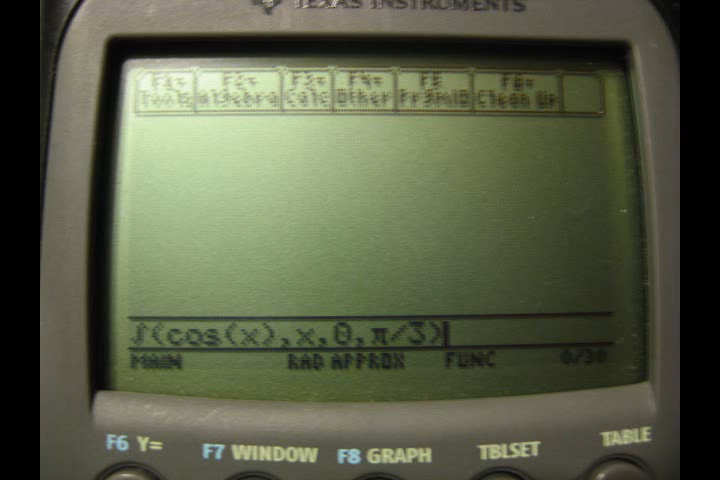 TEXAS INSTRUMENTS
F1 F2 F3 F4 F5 F6
Tools Algebra Calc Other PrgmIO Clean Up
∫(cos(x),x,0,π/3)
MAIN RAD APPROX FUNC 0/30
F6 Y= F7 WINDOW F8 GRAPH TBLSET TABLE